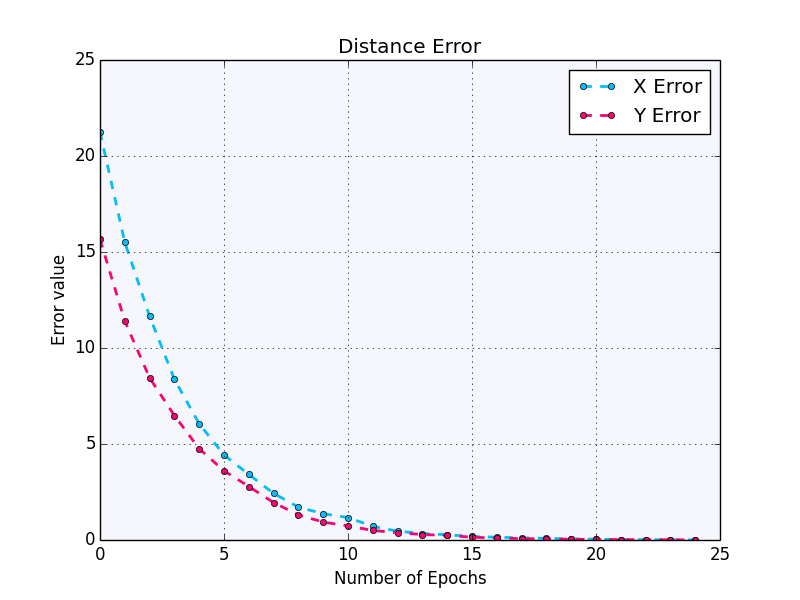 Distance Error
X Error
Y Error
25
20
15
10
5
0
Error value
0 5 10 15 20 25
Number of Epochs